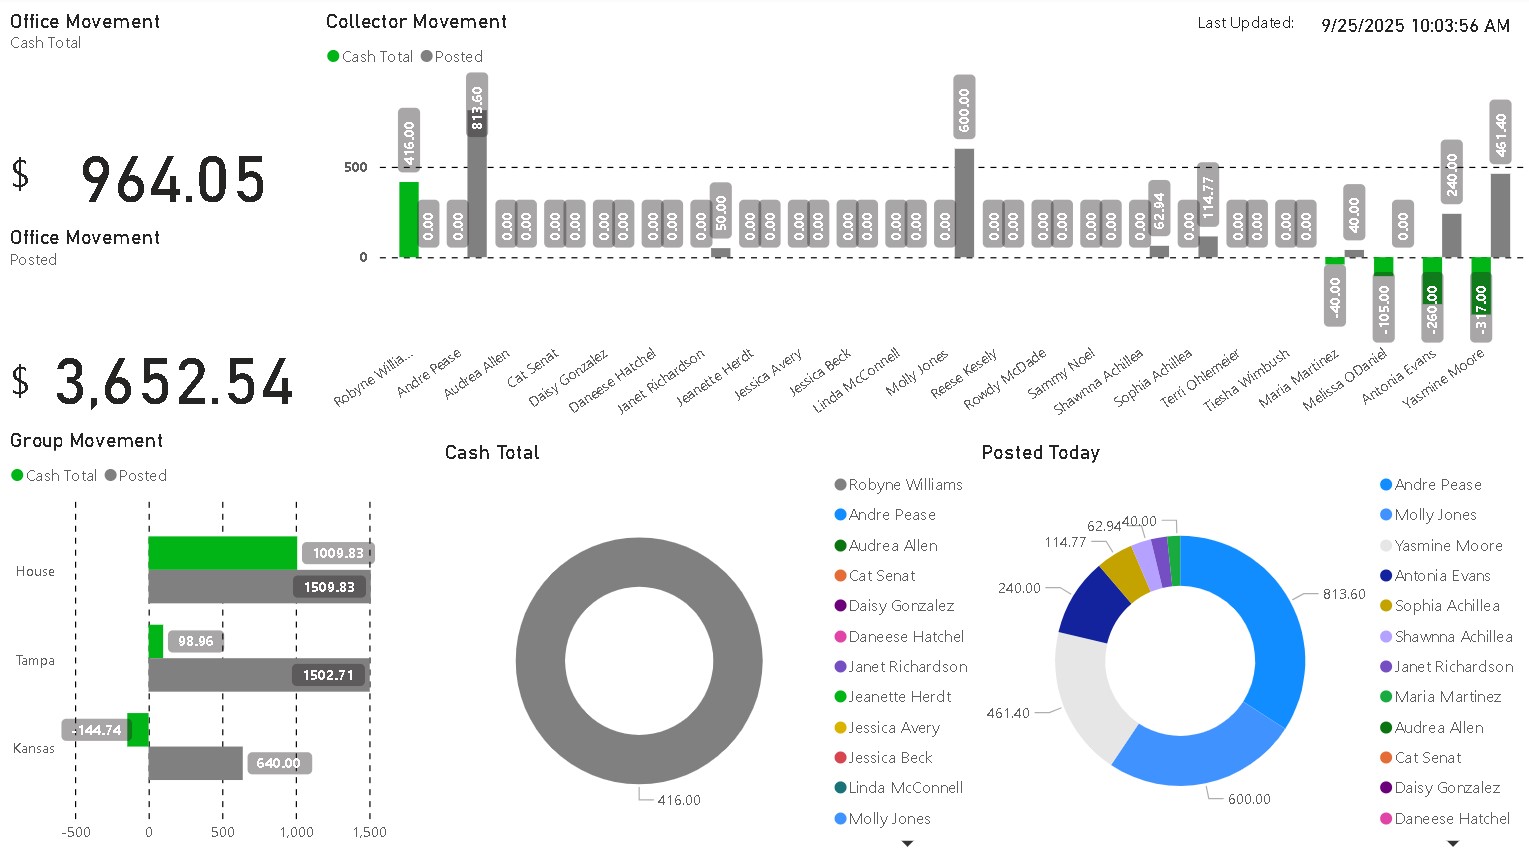 Office Movement
Cash Total
$ 964.05
Office Movement
Posted
$ 3,652.54
Collector Movement
Cash Total Posted
Last Updated: 9/25/2025 10:03:56 AM
500
0
416.00 0.00
0.00 813.60
0.00 0.00
0.00 0.00
0.00 0.00
0.00 0.00
0.00 50.00
0.00 0.00
0.00 0.00
0.00 0.00
0.00 0.00
0.00 600.00
0.00 0.00
0.00 0.00
0.00 0.00
0.00 62.94
0.00 114.77
0.00 0.00
0.00 0.00
-40.00 40.00
-105.00 0.00
-260.00 240.00
-317.00 461.40
Robyne Willia...
Andre Pease
Audrea Allen
Cat Senat
Daisy Gonzalez
Daneese Hatchel
Janet Richardson
Jeanette Herdt
Jessica Avery
Jessica Beck
Linda McConnell
Molly Jones
Reese Kesely
Rowdy McDade
Sammy Noel
Shawnna Achillea
Sophia Achillea
Terri Ohlemeier
Tiesha Wimbush
Maria Martinez
Melissa ODaniel
Antonia Evans
Yasmine Moore
Group Movement
Cash Total Posted
House
1009.83
1509.83
Tampa
98.96
1502.71
Kansas
-144.74
640.00
-500 0 500 1,000 1,500
Cash Total
416.00
Robyne Williams
Andre Pease
Audrea Allen
Cat Senat
Daisy Gonzalez
Daneese Hatchel
Janet Richardson
Jeanette Herdt
Jessica Avery
Jessica Beck
Linda McConnell
Molly Jones
Posted Today
813.60
600.00
461.40
240.00
114.77
62.94
40.00
Andre Pease
Molly Jones
Yasmine Moore
Antonia Evans
Sophia Achillea
Shawnna Achillea
Janet Richardson
Maria Martinez
Audrea Allen
Cat Senat
Daisy Gonzalez
Daneese Hatchel